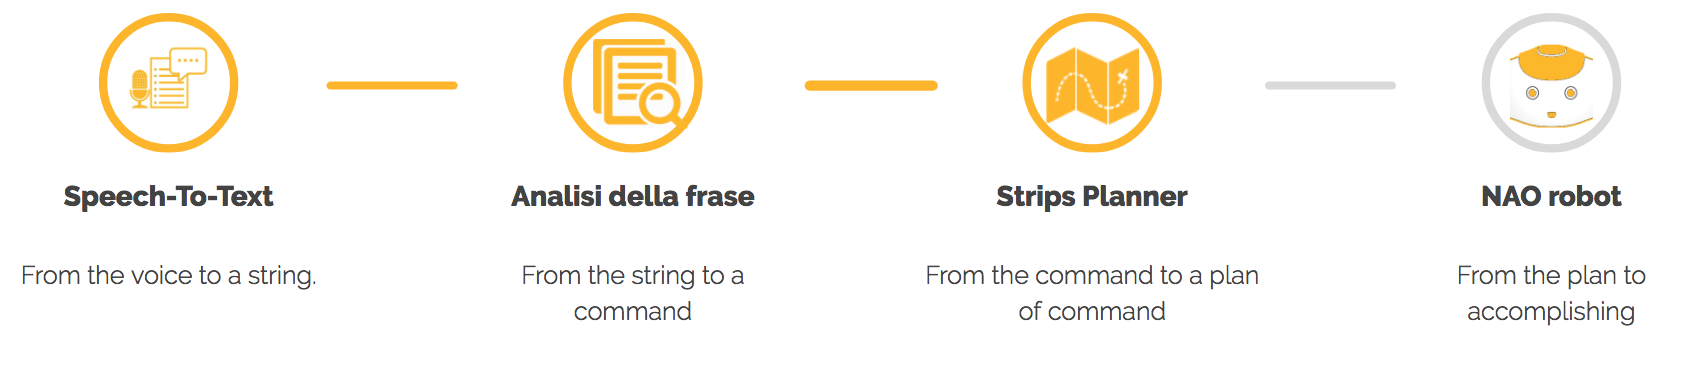 Speech-To-Text
From the voice to a string.
Analisi della frase
From the string to a
command
Strips Planner
From the command to a plan
of command
NAO robot
From the plan to
accomplishing